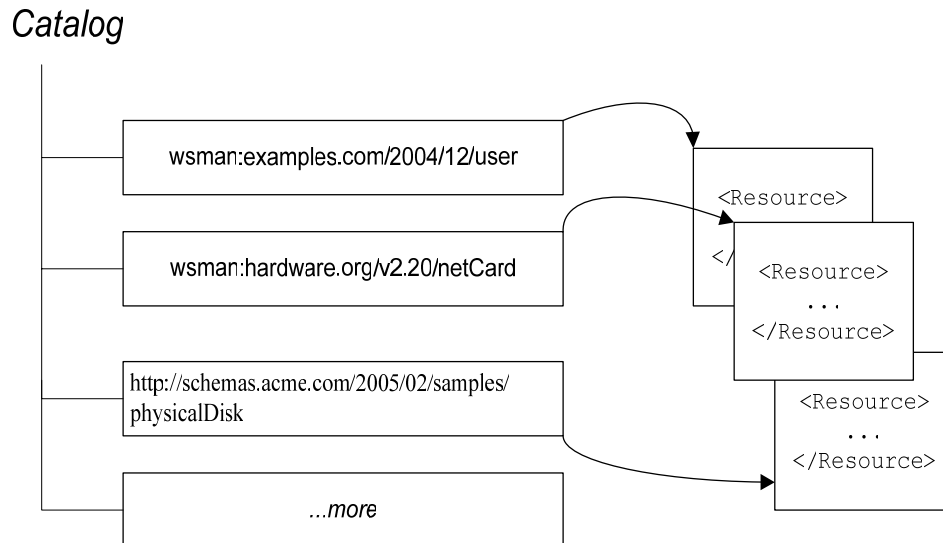 Catalog
wsman:examples.com/2004/12/user
wsman:hardware.org/v2.20/netCard
http://schemas.acme.com/2005/02/samples/
physicalDisk
...more
<Resource>
</
<Resource>
...
</Resource>
<Resource>
...
</Resource>